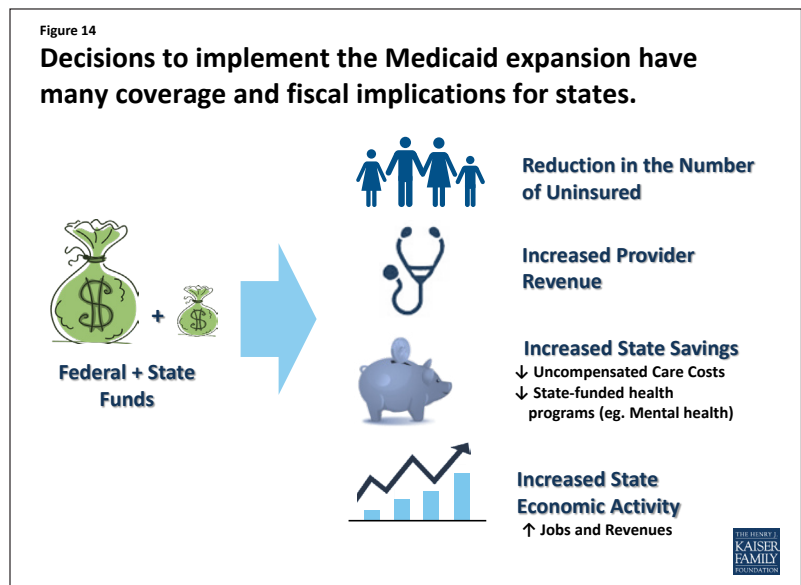 Figure 14
Decisions to implement the Medicaid expansion have
many coverage and fiscal implications for states.
$
+
$
Federal + State
Funds
Reduction in the Number
of Uninsured
Increased Provider
Revenue
Increased State Savings
↓ Uncompensated Care Costs
↓ State-funded health
programs (eg. Mental health)
Increased State
Economic Activity
↑ Jobs and Revenues
THE HENRY J.
KAISER
FAMILY
FOUNDATION